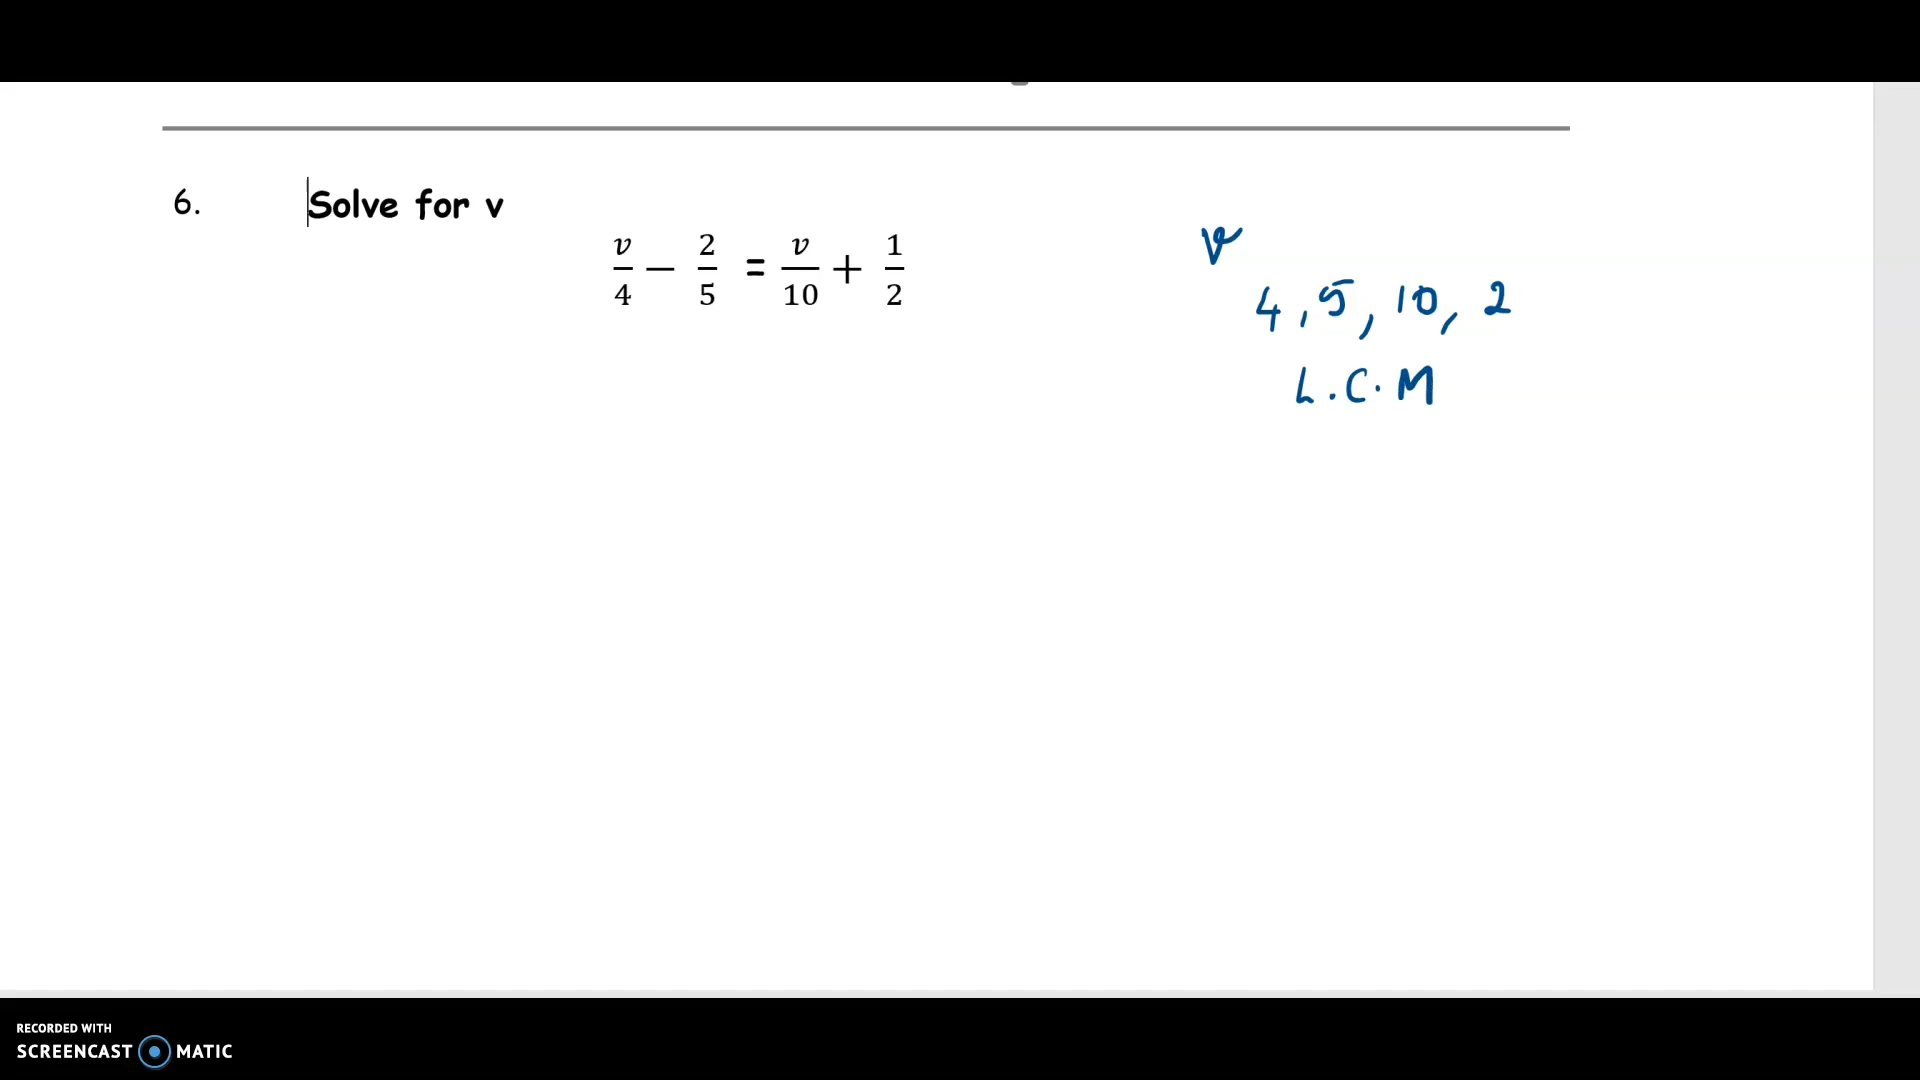 6. Solve for v
v/4 − 2/5 = v/10 + 1/2
v
4, 5, 10, 2
L.C.M
RECORDED WITH
SCREENCAST MATIC